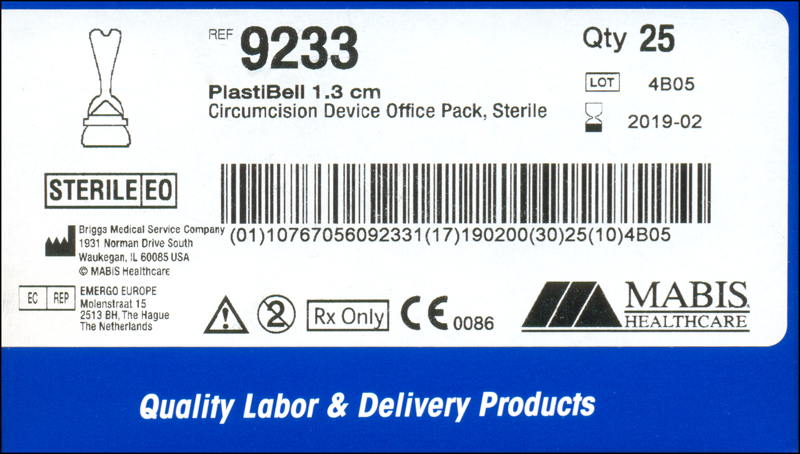 REF 9233
PlastiBell 1.3 cm
Circumcision Device Office Pack, Sterile
Qty 25
LOT 4B05
2019-02
STERILE EO
(01)10767056092331(17)190200(30)25(10)4B05
Briggs Medical Service Company
1931 Norman Drive South
Waukegan, IL 60085 USA
© MABIS Healthcare
EC REP
EMERGO EUROPE
Molenstraat 15
2513 BH, The Hague
The Netherlands
2
Rx Only
CE 0086
MABIS
HEALTHCARE
Quality Labor & Delivery Products